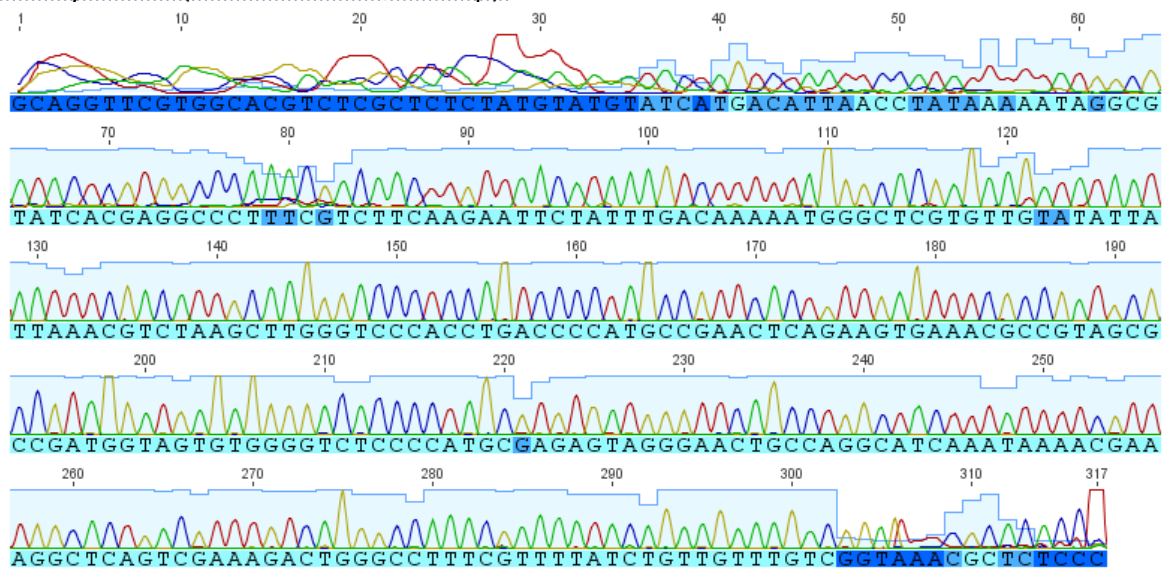 1 10 20 30 40 50 60
GCAGGTTCGTGGCACGTCTCGCTCTCTATGTATGTATCATGACATTAACCTATAAAAATAGGCG
70 80 90 100 110 120
TATCACGAGGCCCTTTCGTCTTCAAGAATTCTATTTGACAAAAATGGGCTCGTGTTGTATATTA
130 140 150 160 170 180 190
TTAAACGTCTAAGCTTGGGTCCCACCTGACCCCATGCCGAACTCAGAAGTGAAACGCCGTAGCG
200 210 220 230 240 250
CCGATGGTAGTGTGGGGTCTCCCCATGCGAGAGTAGGGAACTGCCAGGCATCAAATAAAACGAA
260 270 280 290 300 310 317
AGGCTCAGTCGAAAGACTGGGCCTTTCGTTTTATCTGTTGTTTGTCGGTAAACGCTCTCCC